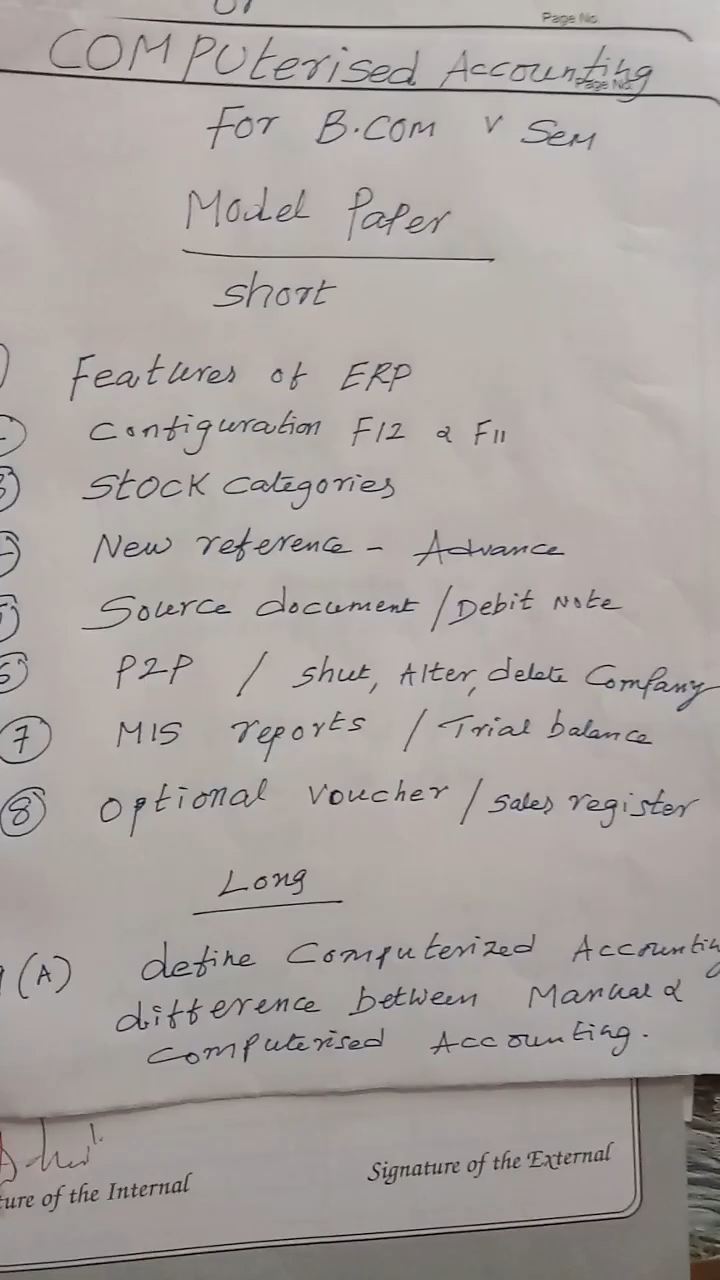 Page No.
COMPUterised Accounting
Page No.
For B.COM V Sem
Model Paper
Short
Features of ERP
Configuration F12 & F11
Stock Categories
New reference - Advance
Source document / Debit Note
P2P / Shut, Alter, delete Company
7 MIS reports / Trial balance
8 Optional Voucher / Sales register
Long
(A) define Computerized
difference between Manual &
Computerised Accounting.
of the Internal
Signature of the External